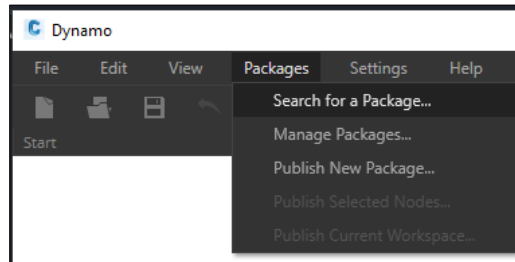 Dynamo
File Edit View Packages Settings Help
Search for a Package...
Start
Manage Packages...
Publish New Package...
Publish Selected Nodes...
Publish Current Workspace...